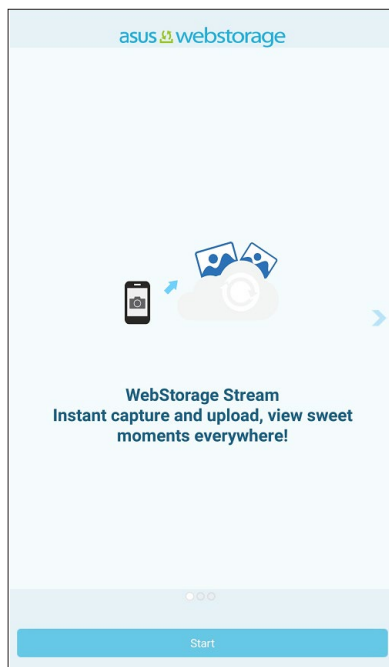 asus webstorage
WebStorage Stream
Instant capture and upload, view sweet
moments everywhere!
Start